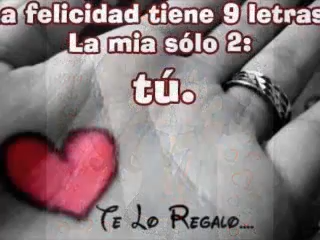 a felicidad tiene 9 letras
La mia sólo 2:
tú.
Te Lo Regalo....